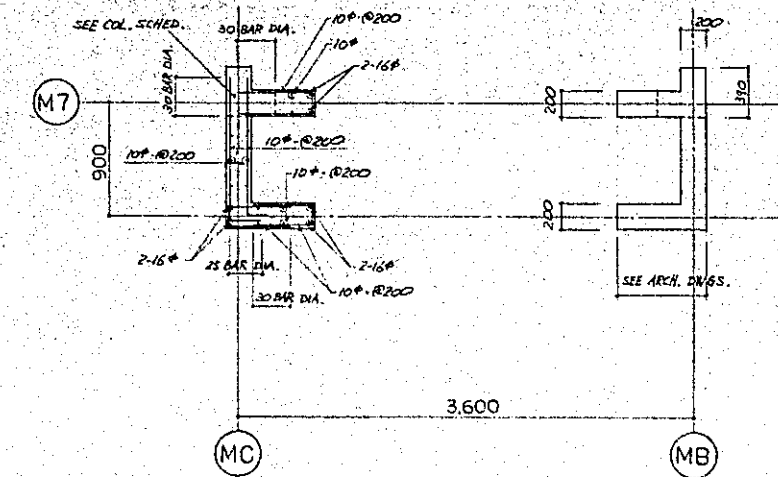 SEE COL. SCHED.
30 BAR DIA.
10φ-@200
10φ
2-16φ
200
M7
30 BAR DIA.
200
390
900
10φ-@200
10φ-@200
10φ-@200
200
2-16φ
25 BAR DIA.
2-16φ
10φ-@200
30 BAR DIA.
SEE ARCH. DWGS.
3.600
MC
MB